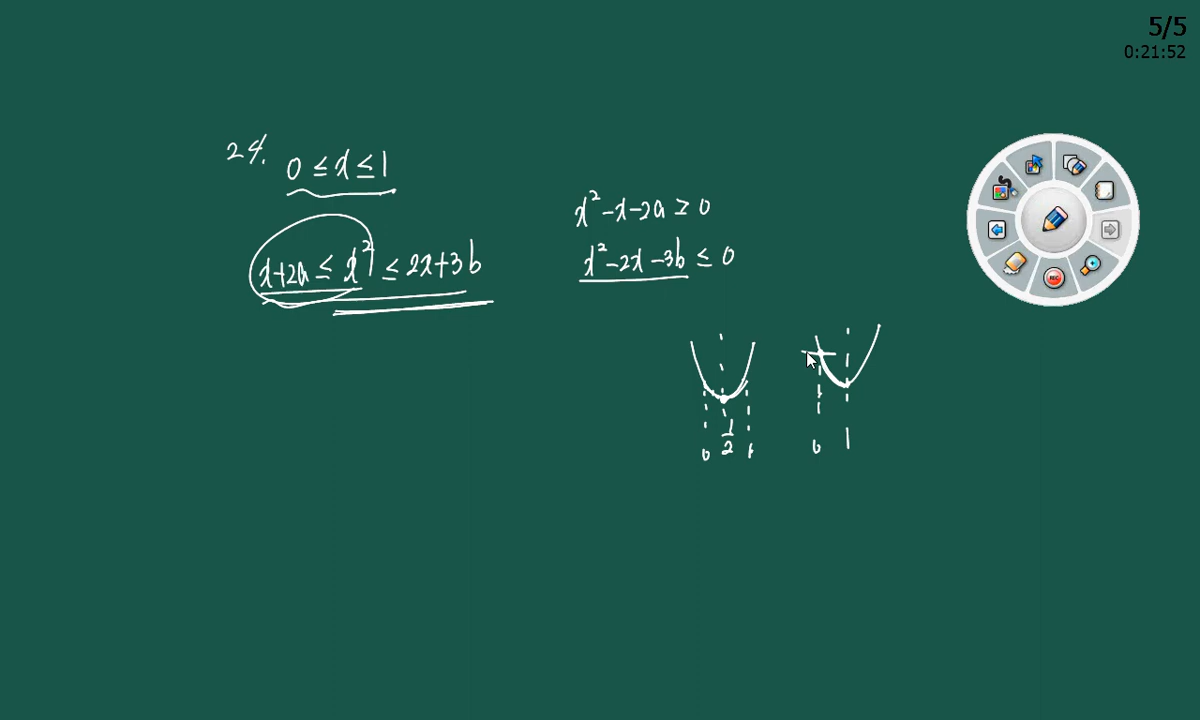 5/5
0:21:52
24. 0 ≤ x ≤ 1
x+2a ≤ x² ≤ 2x+3b
x²-x-2a ≥ 0
x²-2x-3b ≤ 0
0 1/2 1
0 1
REC